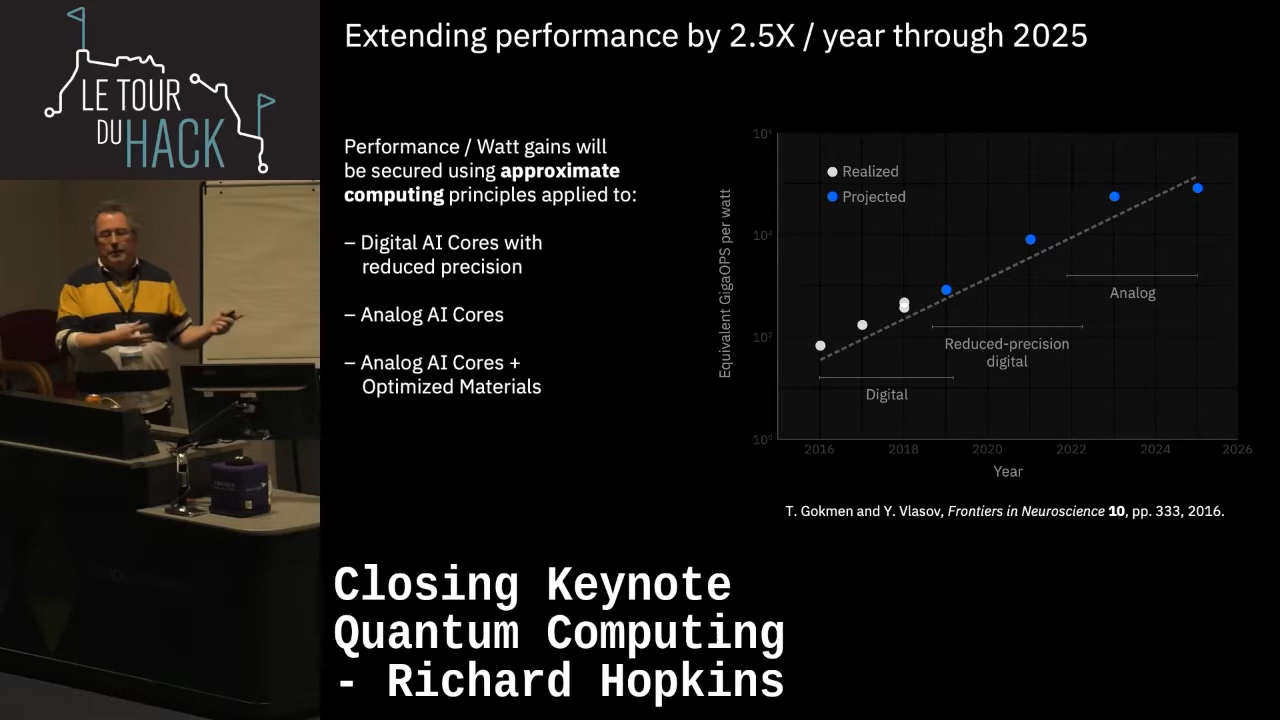 LE TOUR
DU HACK
Extending performance by 2.5X / year through 2025
Performance / Watt gains will
be secured using approximate
computing principles applied to:
– Digital AI Cores with
reduced precision
– Analog AI Cores
– Analog AI Cores +
Optimized Materials
Equivalent GigaOPS per watt
10⁴
10⁰
Realized
Projected
Analog
Reduced-precision
digital
Digital
2016 2018 2020 2022 2024 2026
Year
T. Gokmen and Y. Vlasov, Frontiers in Neuroscience 10, pp. 333, 2016.
Closing Keynote
Quantum Computing
- Richard Hopkins